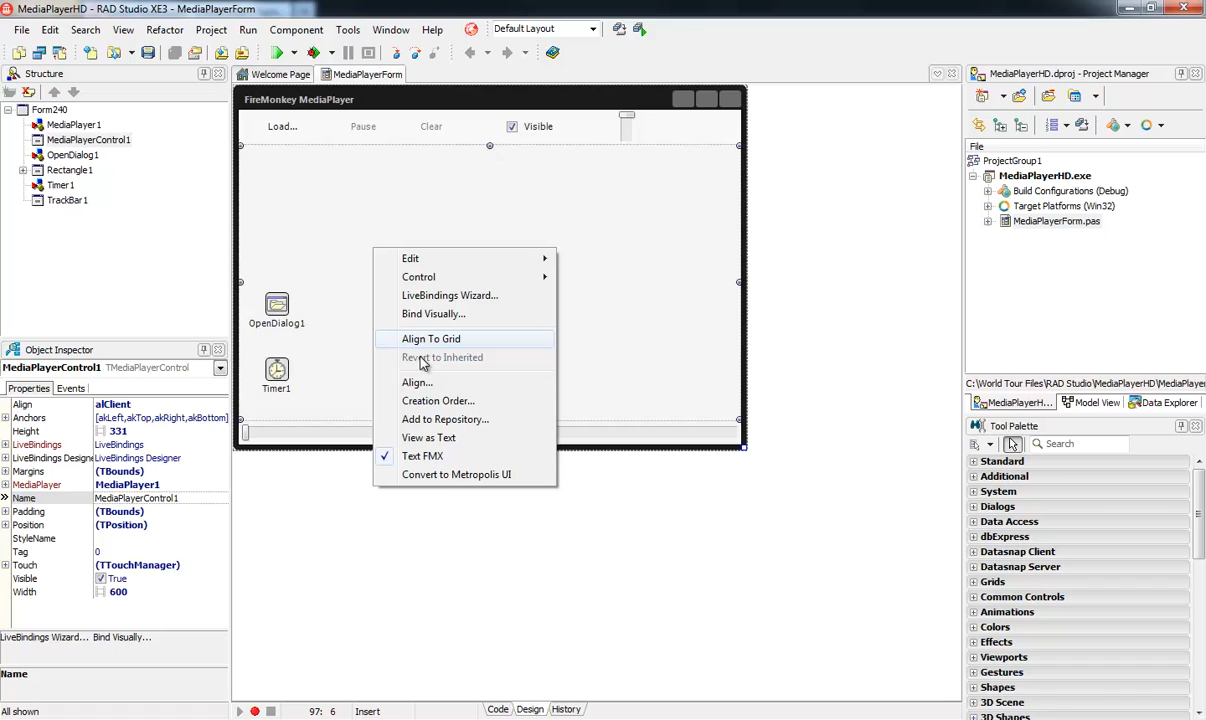 MediaPlayerHD - RAD Studio XE3 - MediaPlayerForm
File Edit Search View Refactor Project Run Component Tools Window Help Default Layout
Structure
Form240
MediaPlayer1
MediaPlayerControl1
OpenDialog1
Rectangle1
Timer1
TrackBar1
Object Inspector
MediaPlayerControl1 TMediaPlayerControl
Properties Events
Align alClient
Anchors [akLeft,akTop,akRight,akBottom]
Height 331
LiveBindings LiveBindings
LiveBindings Designer LiveBindings Designer
Margins (TBounds)
MediaPlayer MediaPlayer1
Name MediaPlayerControl1
Padding (TBounds)
Position (TPosition)
StyleName
Tag 0
Touch (TTouchManager)
Visible True
Width 600
LiveBindings Wizard... Bind Visually...
Name
All shown
Welcome Page MediaPlayerForm
FireMonkey MediaPlayer
Load... Pause Clear Visible
OpenDialog1
Timer1
Edit
Control
LiveBindings Wizard...
Bind Visually...
Align To Grid
Revert to Inherited
Align...
Creation Order...
Add to Repository...
View as Text
Text FMX
Convert to Metropolis UI
97: 6 Insert Code Design History
MediaPlayerHD.dproj - Project Manager
File
ProjectGroup1
MediaPlayerHD.exe
Build Configurations (Debug)
Target Platforms (Win32)
MediaPlayerForm.pas
C:\World Tour Files\RAD Studio\MediaPlayerHD\MediaPlayer
MediaPlayerH... Model View Data Explorer
Tool Palette
Search
Standard
Additional
System
Dialogs
Data Access
dbExpress
Datasnap Client
Datasnap Server
Grids
Common Controls
Animations
Colors
Effects
Viewports
Gestures
Shapes
3D Scene
3D Shapes